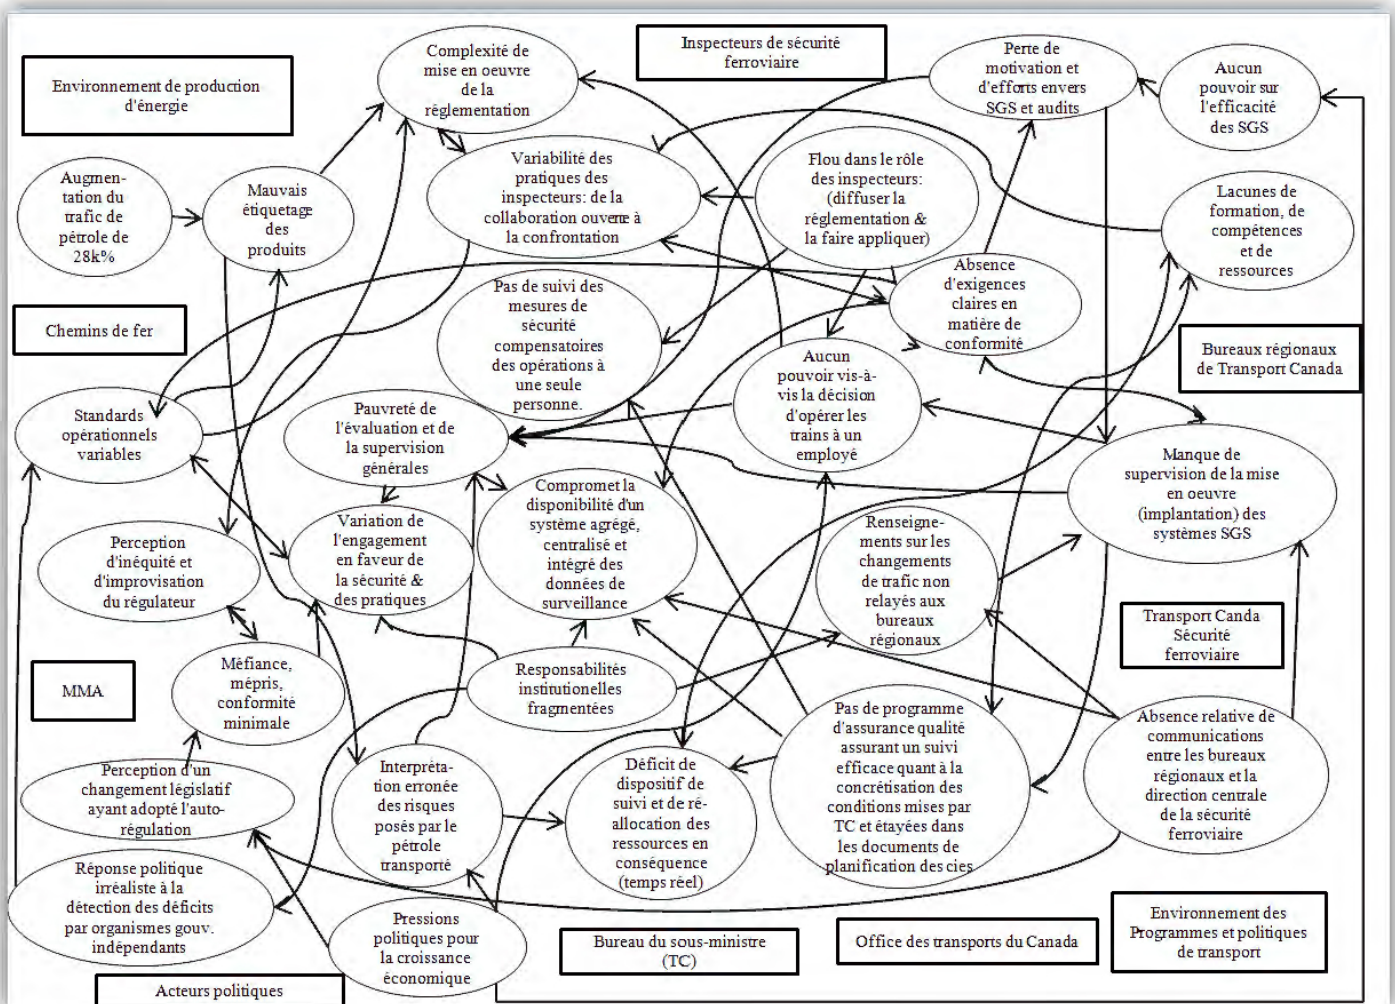 Complexité de
mise en oeuvre
de la
réglementation
Inspecteurs de sécurité
ferroviaire
Perte de
motivation et
d'efforts envers
SGS et audits
Aucun
pouvoir sur
l'efficacité
des SGS
Environnement de production
d'énergie
Augmen-
tation du
trafic de
pétrole de
28k%
Mauvais
étiquetage
des
produits
Variabilité des
pratiques des
inspecteurs: de la
collaboration ouverte à
la confrontation
Flou dans le rôle
des inspecteurs:
(diffuser la
réglementation &
la faire appliquer)
Lacunes de
formation, de
compétences
et de
ressources
Absence
d'exigences
claires en
matière de
conformité
Pas de suivi des
mesures de
sécurité
compensatoires
des opérations à
une seule
personne.
Chemins de fer
Bureaux régionaux
de Transport Canada
Aucun
pouvoir vis-à-
vis la décision
d'opérer les
trains à un
employé
Standards
opérationnels
variables
Pauvreté de
l'évaluation et de
la supervision
générales
Manque de
supervision de la mise
en oeuvre
(implantation) des
systèmes SGS
Compromet la
disponibilité d'un
système agrégé,
centralisé et
intégré des
données de
surveillance
Variation de
l'engagement
en faveur de
la sécurité &
des pratiques
Renseigne-
ments sur les
changements
de trafic non
relayés aux
bureaux
régionaux
Perception
d'inéquité et
d'improvisation
du régulateur
Transport Canda
Sécurité
ferroviaire
MMA
Méfiance,
mépris,
conformité
minimale
Responsabilités
institutionelles
fragmentées
Pas de programme
d'assurance qualité
assurant un suivi
efficace quant à la
concrétisation des
conditions mises par
TC et étayées dans
les documents de
planification des cies
Absence relative de
communications
entre les bureaux
régionaux et la
direction centrale
de la sécurité
ferroviaire
Perception d'un
changement législatif
ayant adopté l'auto-
régulation
Interpréta-
tion erronée
des risques
posés par le
pétrole
transporté
Déficit de
dispositif de
suivi et de ré-
allocation des
ressources en
conséquence
(temps réel)
Réponse politique
irréaliste à la
détection des déficits
par organismes gouv.
indépendants
Pressions
politiques pour
la croissance
économique
Bureau du sous-ministre
(TC)
Office des transports du Canada
Environnement des
Programmes et politiques
de transport
Acteurs politiques